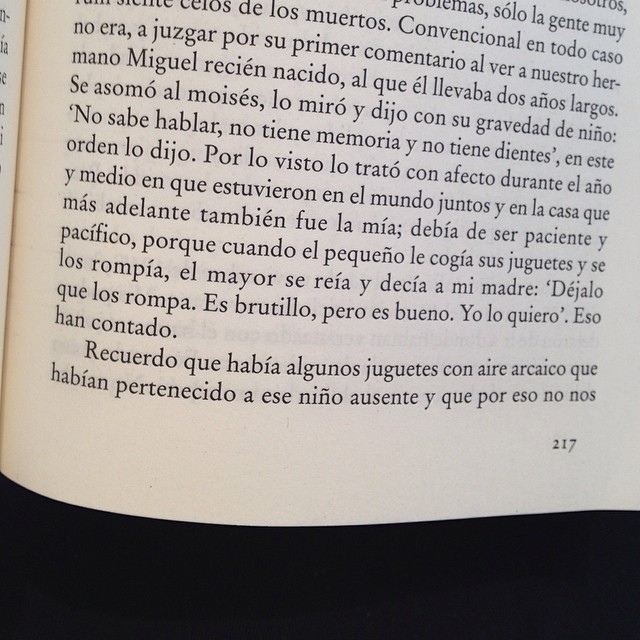 problemas, sólo la gente muy
siente celos de los muertos. Convencional en todo caso
no era, a juzgar por su primer comentario al ver a nuestro her-
mano Miguel recién nacido, al que él llevaba dos años largos.
Se asomó al moisés, lo miró y dijo con su gravedad de niño:
‘No sabe hablar, no tiene memoria y no tiene dientes’, en este
orden lo dijo. Por lo visto lo trató con afecto durante el año
y medio en que estuvieron en el mundo juntos y en la casa que
más adelante también fue la mía; debía de ser paciente y
pacífico, porque cuando el pequeño le cogía sus juguetes y se
los rompía, el mayor se reía y decía a mi madre: ‘Déjalo
que los rompa. Es brutillo, pero es bueno. Yo lo quiero’. Eso
han contado.
Recuerdo que había algunos juguetes con aire arcaico que
habían pertenecido a ese niño ausente y que por eso no nos
217